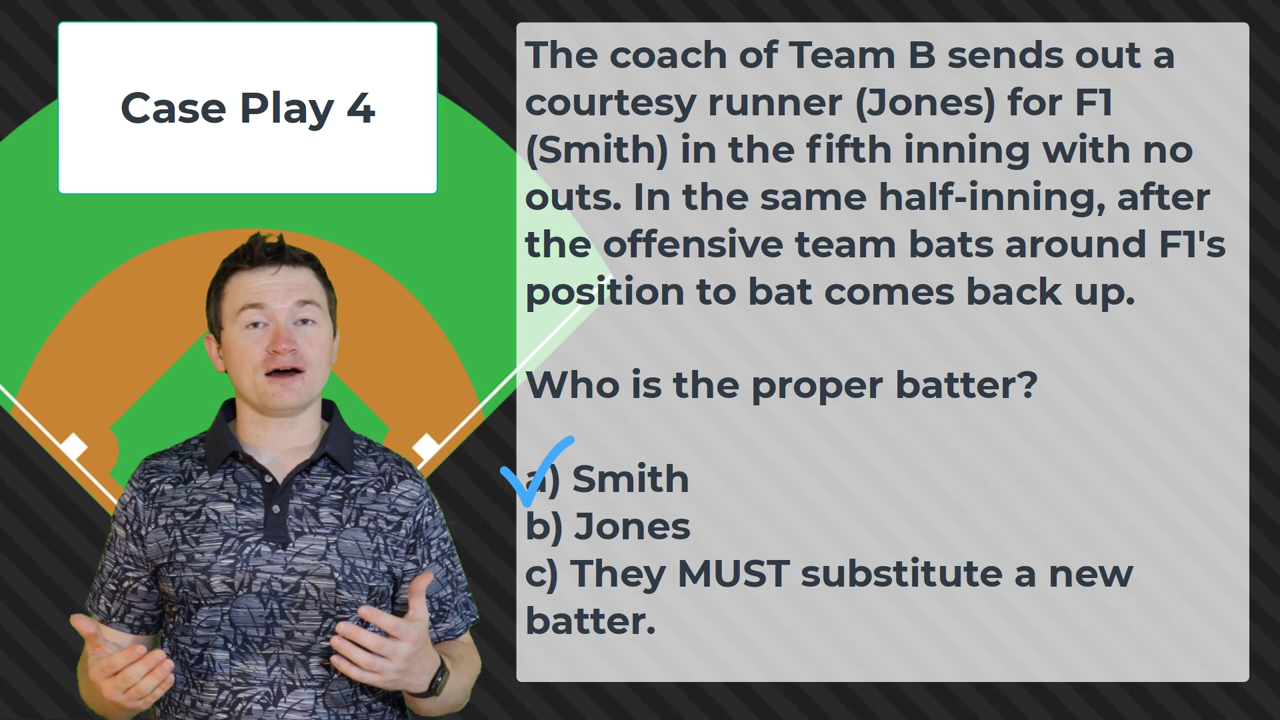 Case Play 4
The coach of Team B sends out a
courtesy runner (Jones) for F1
(Smith) in the fifth inning with no
outs. In the same half-inning, after
the offensive team bats around F1's
position to bat comes back up.
Who is the proper batter?
a) Smith
b) Jones
c) They MUST substitute a new
batter.